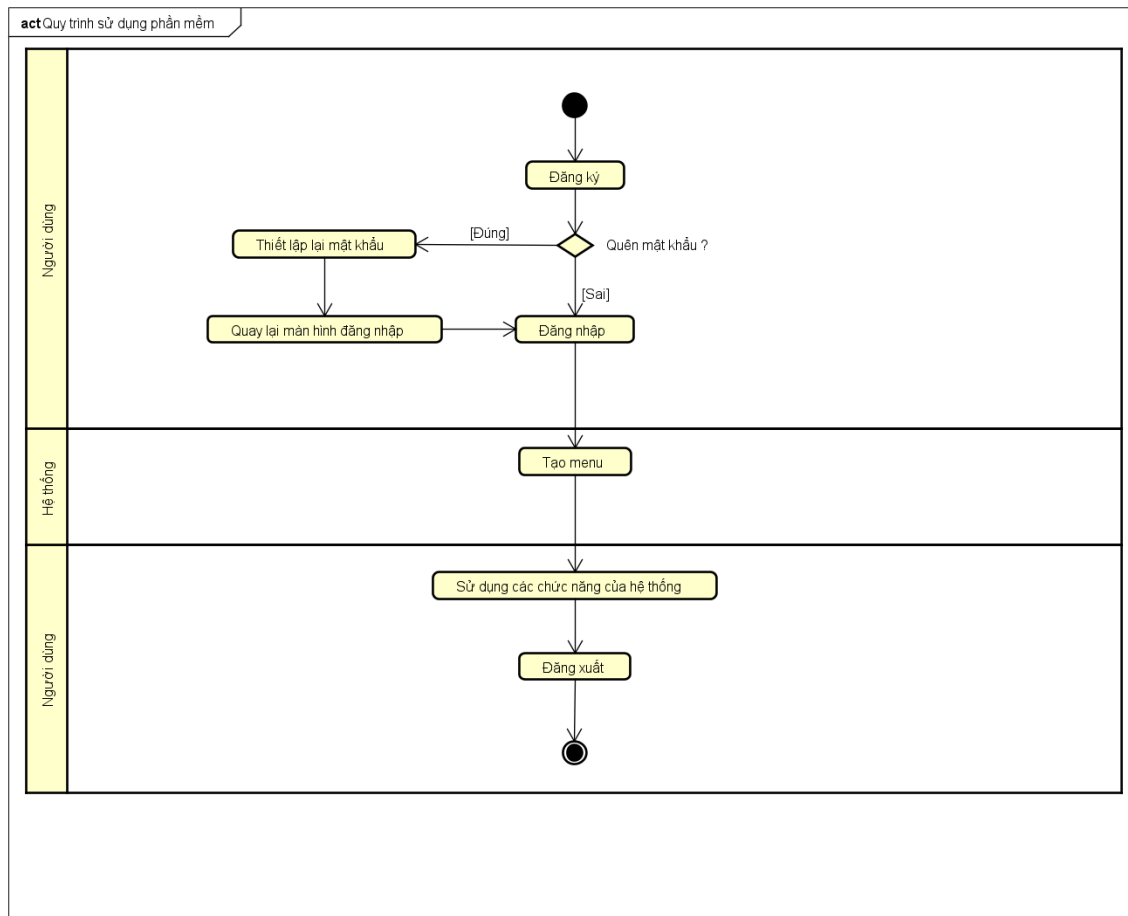 act Quy trình sử dụng phần mềm
Người dùng
Đăng ký
Quên mật khẩu ?
[Đúng]
Thiết lập lại mật khẩu
[Sai]
Quay lại màn hình đăng nhập
Đăng nhập
Hệ thống
Tạo menu
Người dùng
Sử dụng các chức năng của hệ thống
Đăng xuất